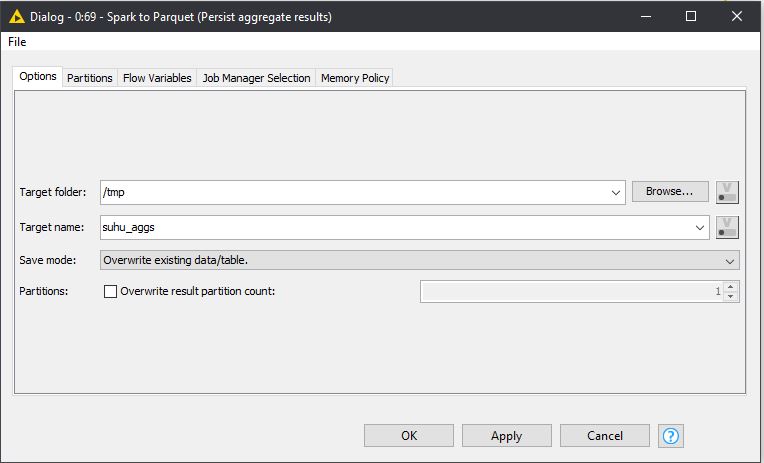 Dialog - 0:69 - Spark to Parquet (Persist aggregate results)
File
Options Partitions Flow Variables Job Manager Selection Memory Policy
Target folder: /tmp Browse... V
Target name: suhu_aggs V
Save mode: Overwrite existing data/table.
Partitions: Overwrite result partition count: 1
OK Apply Cancel ?